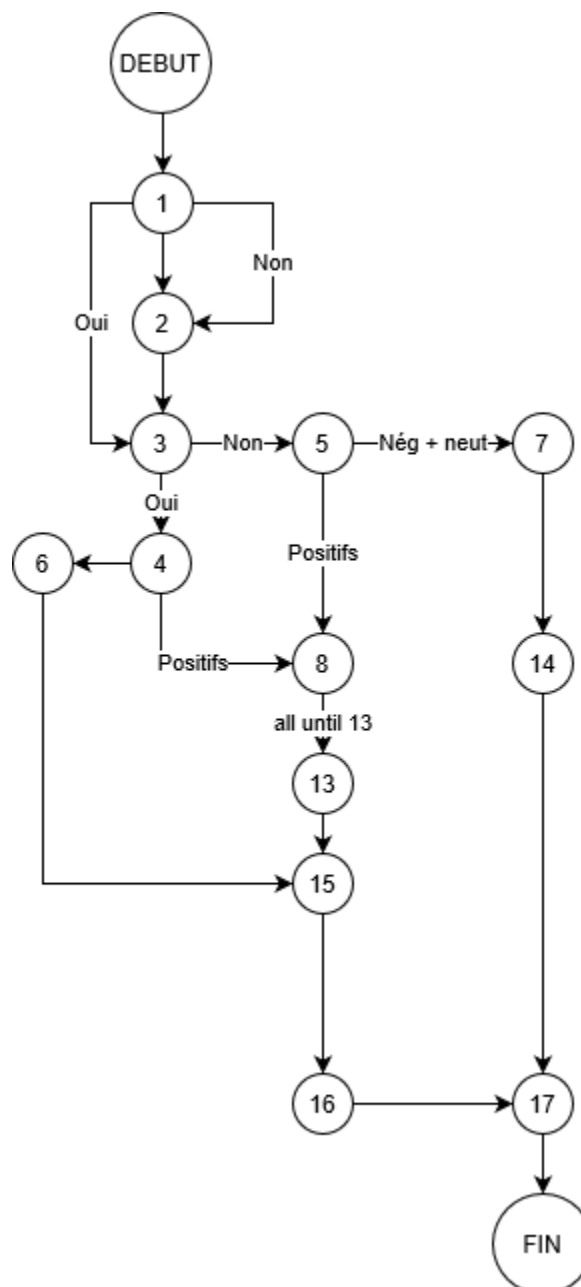 DEBUT
1
Non
Oui
2
3
Non
5
Nég + neut
7
Oui
6
4
Positifs
Positifs
8
14
all until 13
13
15
16
17
FIN